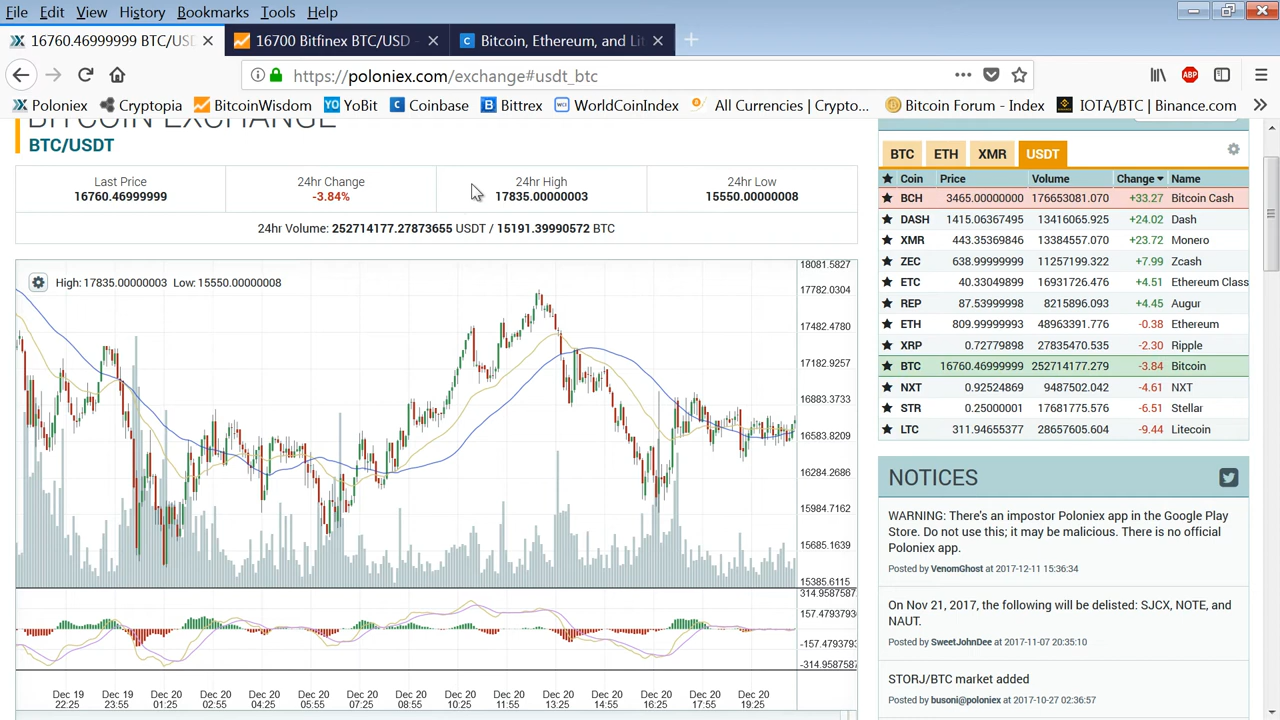 File Edit View History Bookmarks Tools Help
16760.46999999 BTC/USD
16700 Bitfinex BTC/USD
Bitcoin, Ethereum, and Lit
https://poloniex.com/exchange#usdt_btc
Poloniex Cryptopia BitcoinWisdom YoBit Coinbase Bittrex WorldCoinIndex All Currencies | Crypto... Bitcoin Forum - Index IOTA/BTC | Binance.com
BITCOIN EXCHANGE
BTC/USDT
Last Price 24hr Change 24hr High 24hr Low
16760.46999999 -3.84% 17835.00000003 15550.00000008
24hr Volume: 252714177.27873655 USDT / 15191.39990572 BTC
High: 17835.00000003 Low: 15550.00000008
18081.5827
17782.0304
17482.4780
17182.9257
16883.3733
16583.8209
16284.2686
15984.7162
15685.1639
15385.6115
314.9587587
157.4793793
-157.4793793
-314.9587587
Dec 19 Dec 19 Dec 20 Dec 20 Dec 20 Dec 20 Dec 20 Dec 20 Dec 20 Dec 20 Dec 20 Dec 20 Dec 20 Dec 20 Dec 20
22:25 23:55 01:25 02:55 04:25 05:55 07:25 08:55 10:25 11:55 13:25 14:55 16:25 17:55 19:25
BTC ETH XMR USDT
Coin Price Volume Change Name
BCH 3465.00000000 176653081.070 +33.27 Bitcoin Cash
DASH 1415.06367495 13416065.925 +24.02 Dash
XMR 443.35369846 13384557.070 +23.72 Monero
ZEC 638.99999999 11257199.322 +7.99 Zcash
ETC 40.33049899 16931726.476 +4.51 Ethereum Class
REP 87.53999998 8215896.093 +4.45 Augur
ETH 809.99999993 48963391.776 -0.38 Ethereum
XRP 0.72779898 27835470.535 -2.30 Ripple
BTC 16760.46999999 252714177.279 -3.84 Bitcoin
NXT 0.92524869 9487502.042 -4.61 NXT
STR 0.25000001 17681775.576 -6.51 Stellar
LTC 311.94655377 28657605.604 -9.44 Litecoin
NOTICES
WARNING: There's an impostor Poloniex app in the Google Play
Store. Do not use this; it may be malicious. There is no official
Poloniex app.
Posted by VenomGhost at 2017-12-11 15:36:34
On Nov 21, 2017, the following will be delisted: SJCX, NOTE, and
NAUT.
Posted by SweetJohnDee at 2017-11-07 20:35:10
STORJ/BTC market added
Posted by busoni@poloniex at 2017-10-27 02:36:57